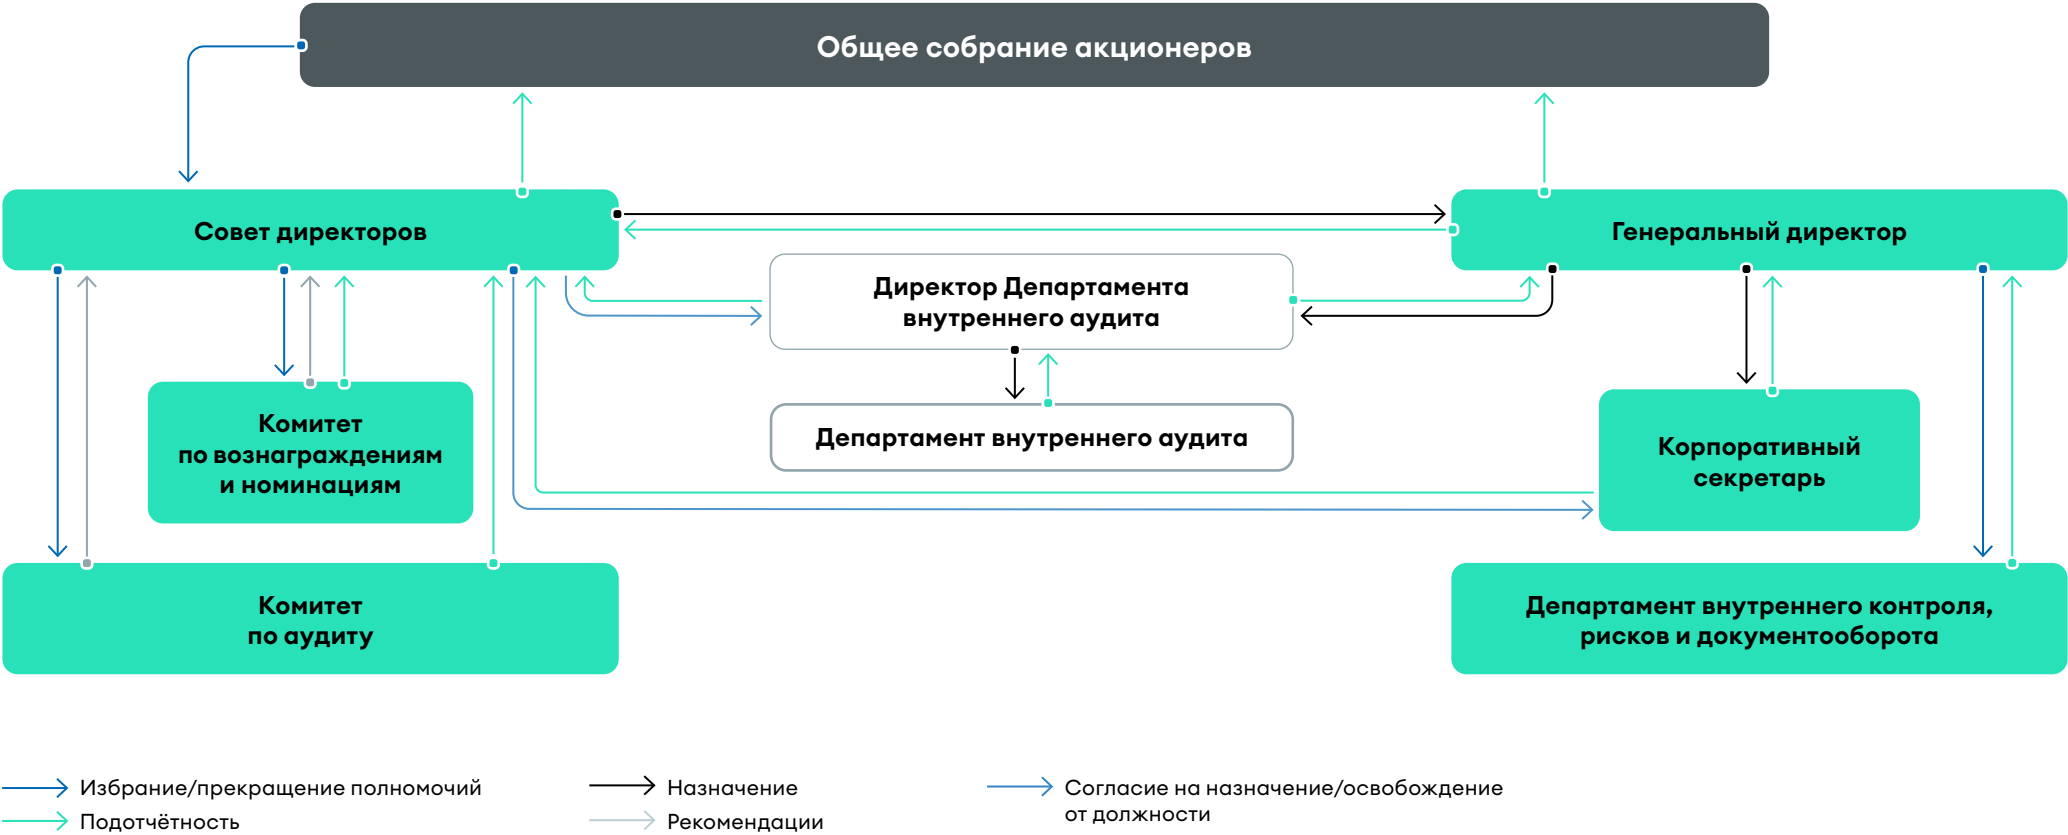 Общее собрание акционеров
Совет директоров
Генеральный директор
Директор Департамента
внутреннего аудита
Департамент внутреннего аудита
Комитет
по вознаграждениям
и номинациям
Корпоративный
секретарь
Комитет
по аудиту
Департамент внутреннего контроля,
рисков и документооборота
Избрание/прекращение полномочий
Подотчётность
Назначение
Рекомендации
Согласие на назначение/освобождение
от должности